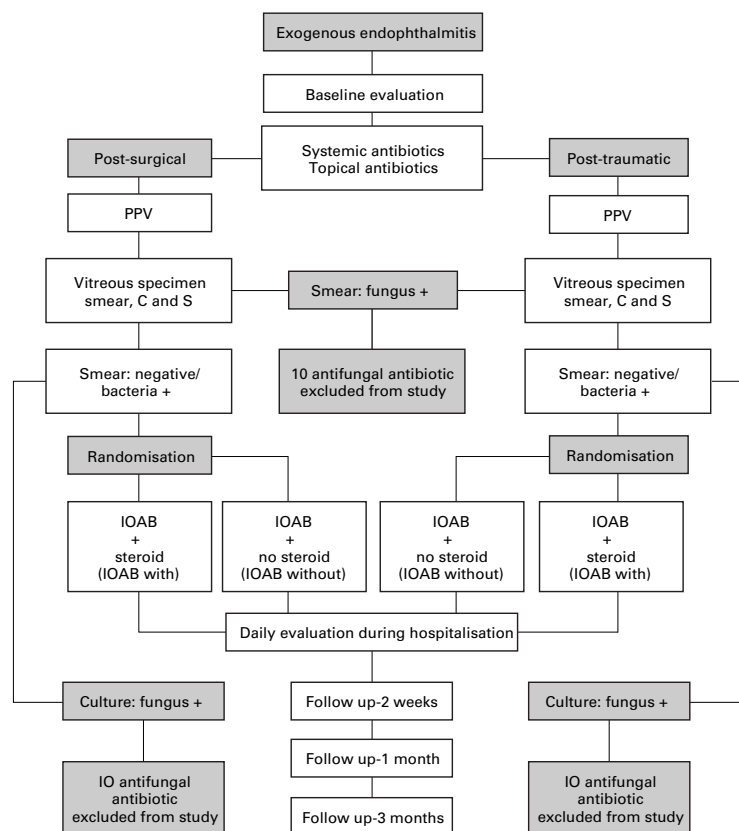 Exogenous endophthalmitis
Baseline evaluation
Systemic antibiotics
Topical antibiotics
Post-surgical
Post-traumatic
PPV
PPV
Vitreous specimen
smear, C and S
Smear: fungus +
Vitreous specimen
smear, C and S
Smear: negative/
bacteria +
10 antifungal antibiotic
excluded from study
Smear: negative/
bacteria +
Randomisation
Randomisation
IOAB
+
steroid
(IOAB with)
IOAB
+
no steroid
(IOAB without)
IOAB
+
no steroid
(IOAB without)
IOAB
+
steroid
(IOAB with)
Daily evaluation during hospitalisation
Culture: fungus +
Follow up-2 weeks
Culture: fungus +
Follow up-1 month
IO antifungal
antibiotic
excluded from study
Follow up-3 months
IO antifungal
antibiotic
excluded from study